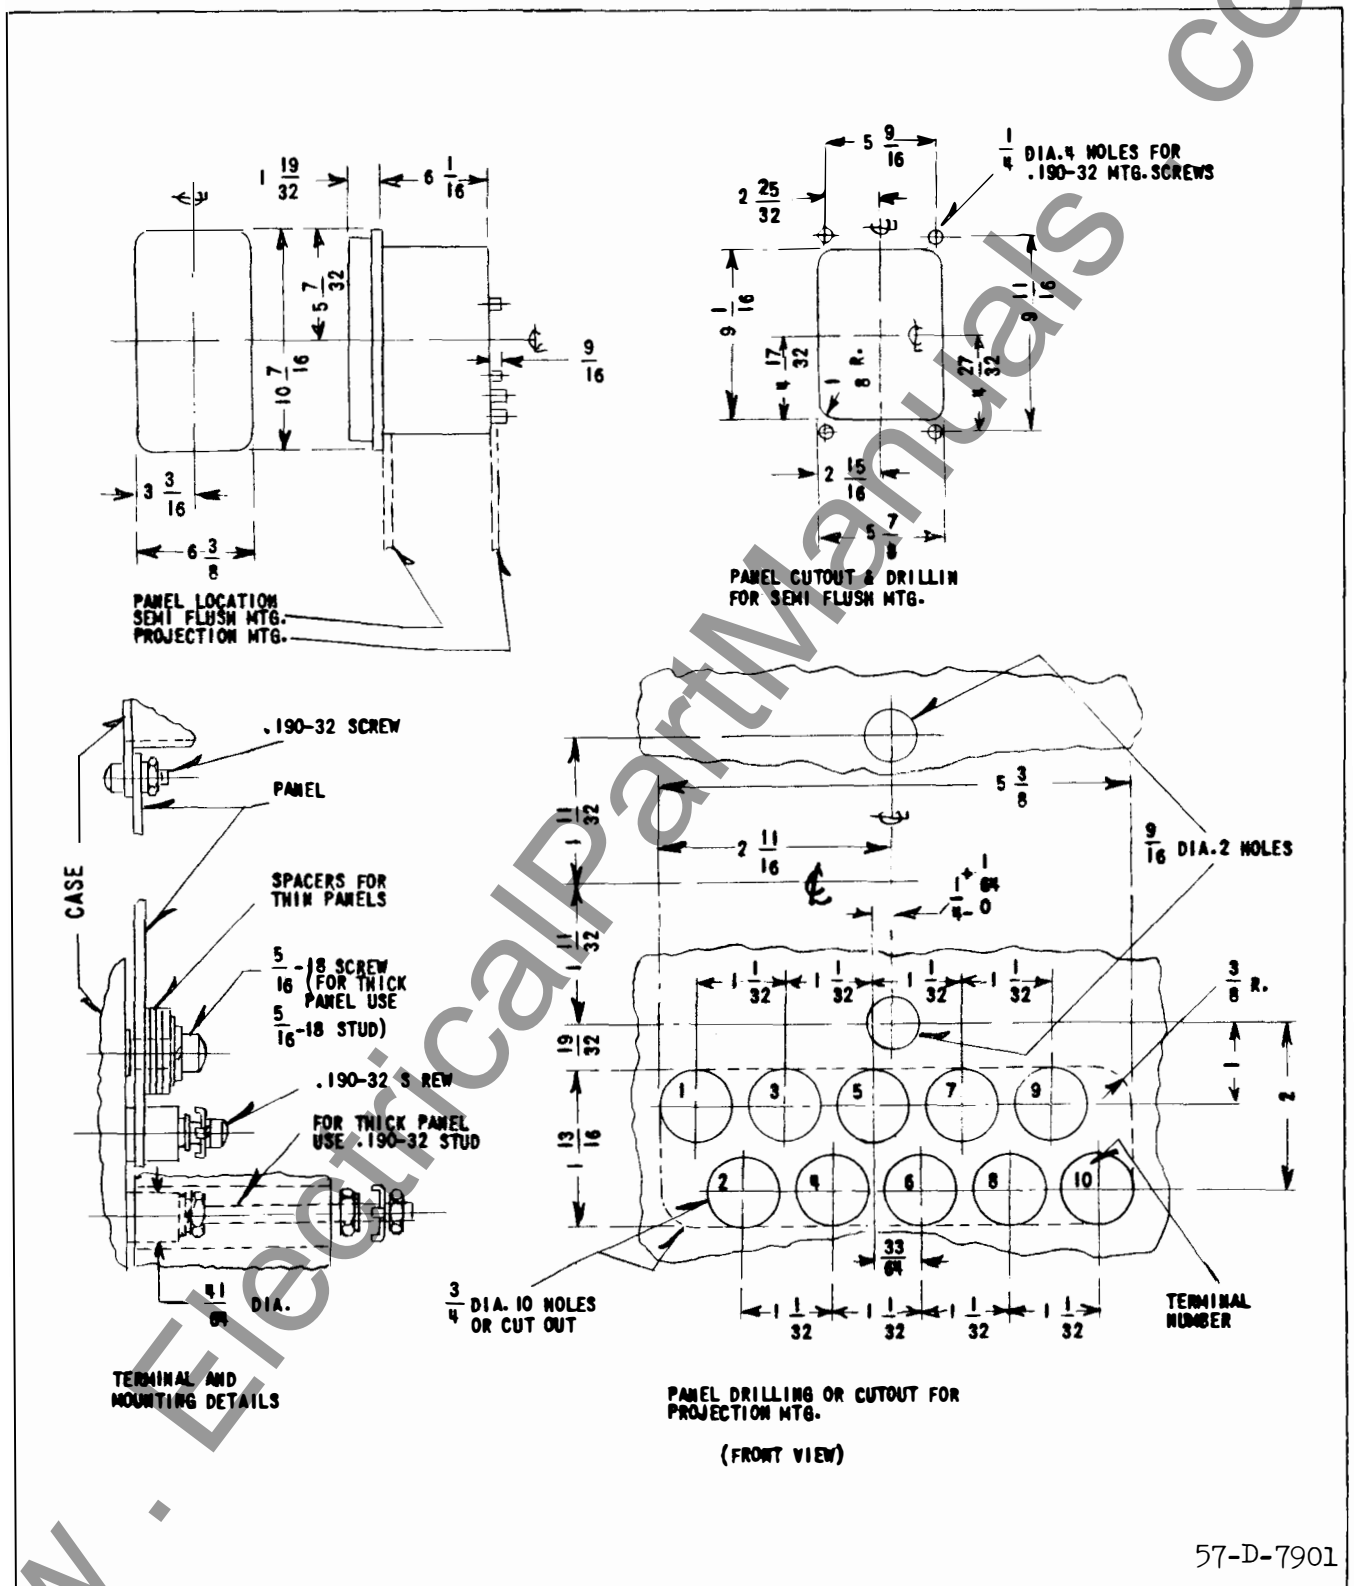 1 19/32
6 1/16
5 7/32
10 7/16
9/16
3 3/16
6 3/8
PANEL LOCATION
SEMI FLUSH MTG.
PROJECTION MTG.
5 9/16
1/4 DIA. 4 HOLES FOR
.190-32 MTG. SCREWS
2 25/32
9 1/16
9 11/16
4 17/32
1/8 R.
4 27/32
2 15/16
5 7/8
PANEL CUTOUT & DRILLIN
FOR SEMI FLUSH MTG.
.190-32 SCREW
PANEL
CASE
SPACERS FOR
THIN PANELS
5/16-18 SCREW
(FOR THICK
PANEL USE
5/16-18 STUD)
.190-32 S REW
FOR THICK PANEL
USE .190-32 STUD
41/64 DIA.
TERMINAL AND
MOUNTING DETAILS
5 3/8
1 11/32
2 11/16
9/16 DIA. 2 HOLES
1/4 + 1/64 - 0
1 11/32
1 1/32
1 1/32
1 1/32
1 1/32
3/8 R.
19/32
1
2
1 3 5 7 9
1 13/16
2 4 6 8 10
33/64
3/4 DIA. 10 HOLES
OR CUT OUT
1 1/32
1 1/32
1 1/32
1 1/32
TERMINAL
NUMBER
PANEL DRILLING OR CUTOUT FOR
PROJECTION MTG.
(FRONT VIEW)
57-D-7901
w . ElectricalPartManuals . co